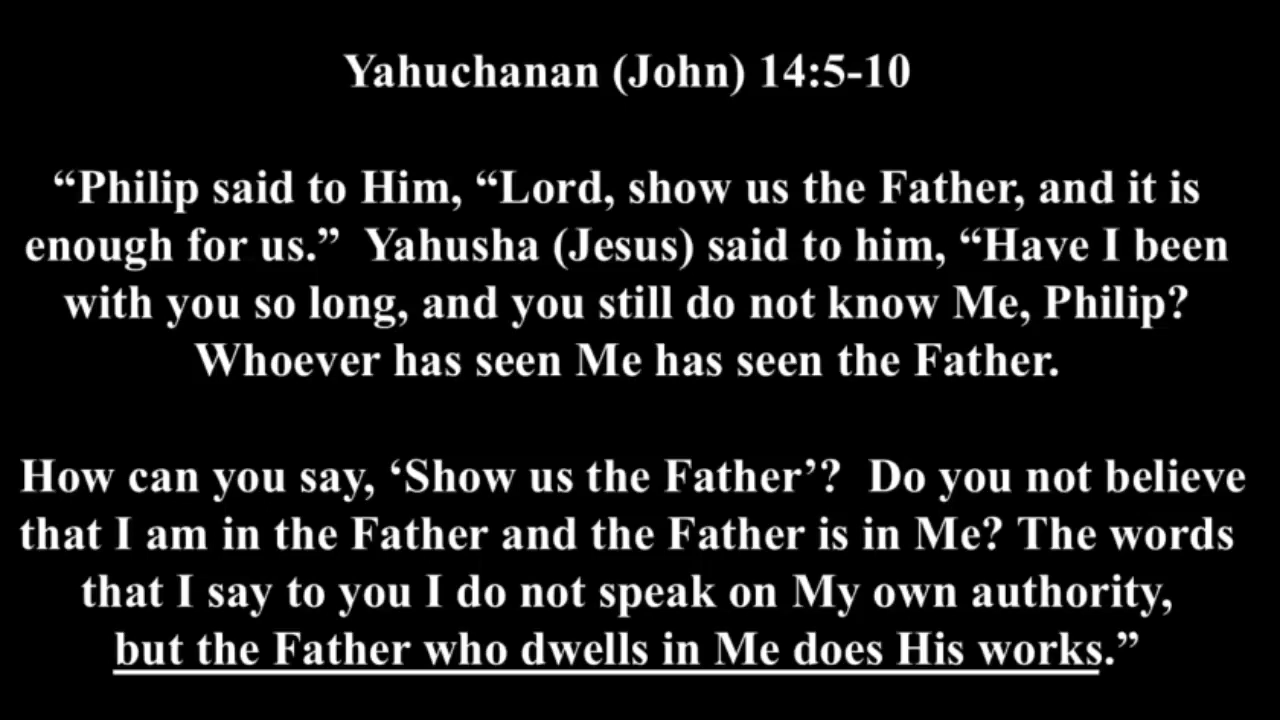 Yahuchanan (John) 14:5-10
“Philip said to Him, “Lord, show us the Father, and it is
enough for us.”  Yahusha (Jesus) said to him, “Have I been
with you so long, and you still do not know Me, Philip?
Whoever has seen Me has seen the Father.
How can you say, ‘Show us the Father’?  Do you not believe
that I am in the Father and the Father is in Me? The words
that I say to you I do not speak on My own authority,
but the Father who dwells in Me does His works.”